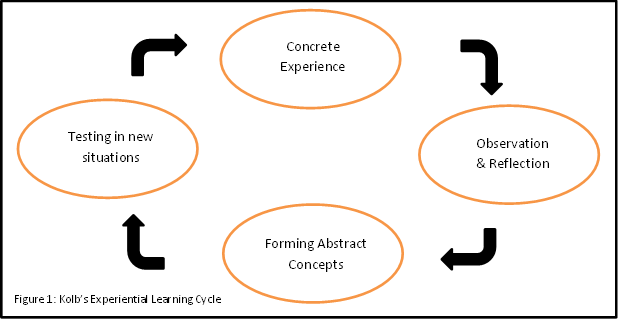 Concrete
Experience
Testing in new
situations
Observation
& Reflection
Forming Abstract
Concepts
Figure 1: Kolb's Experiential Learning Cycle